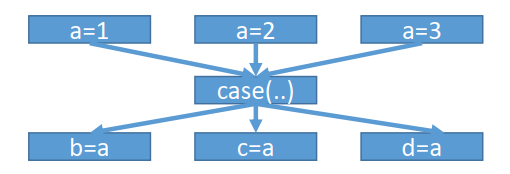 a=1 a=2 a=3
case(..)
b=a c=a d=a